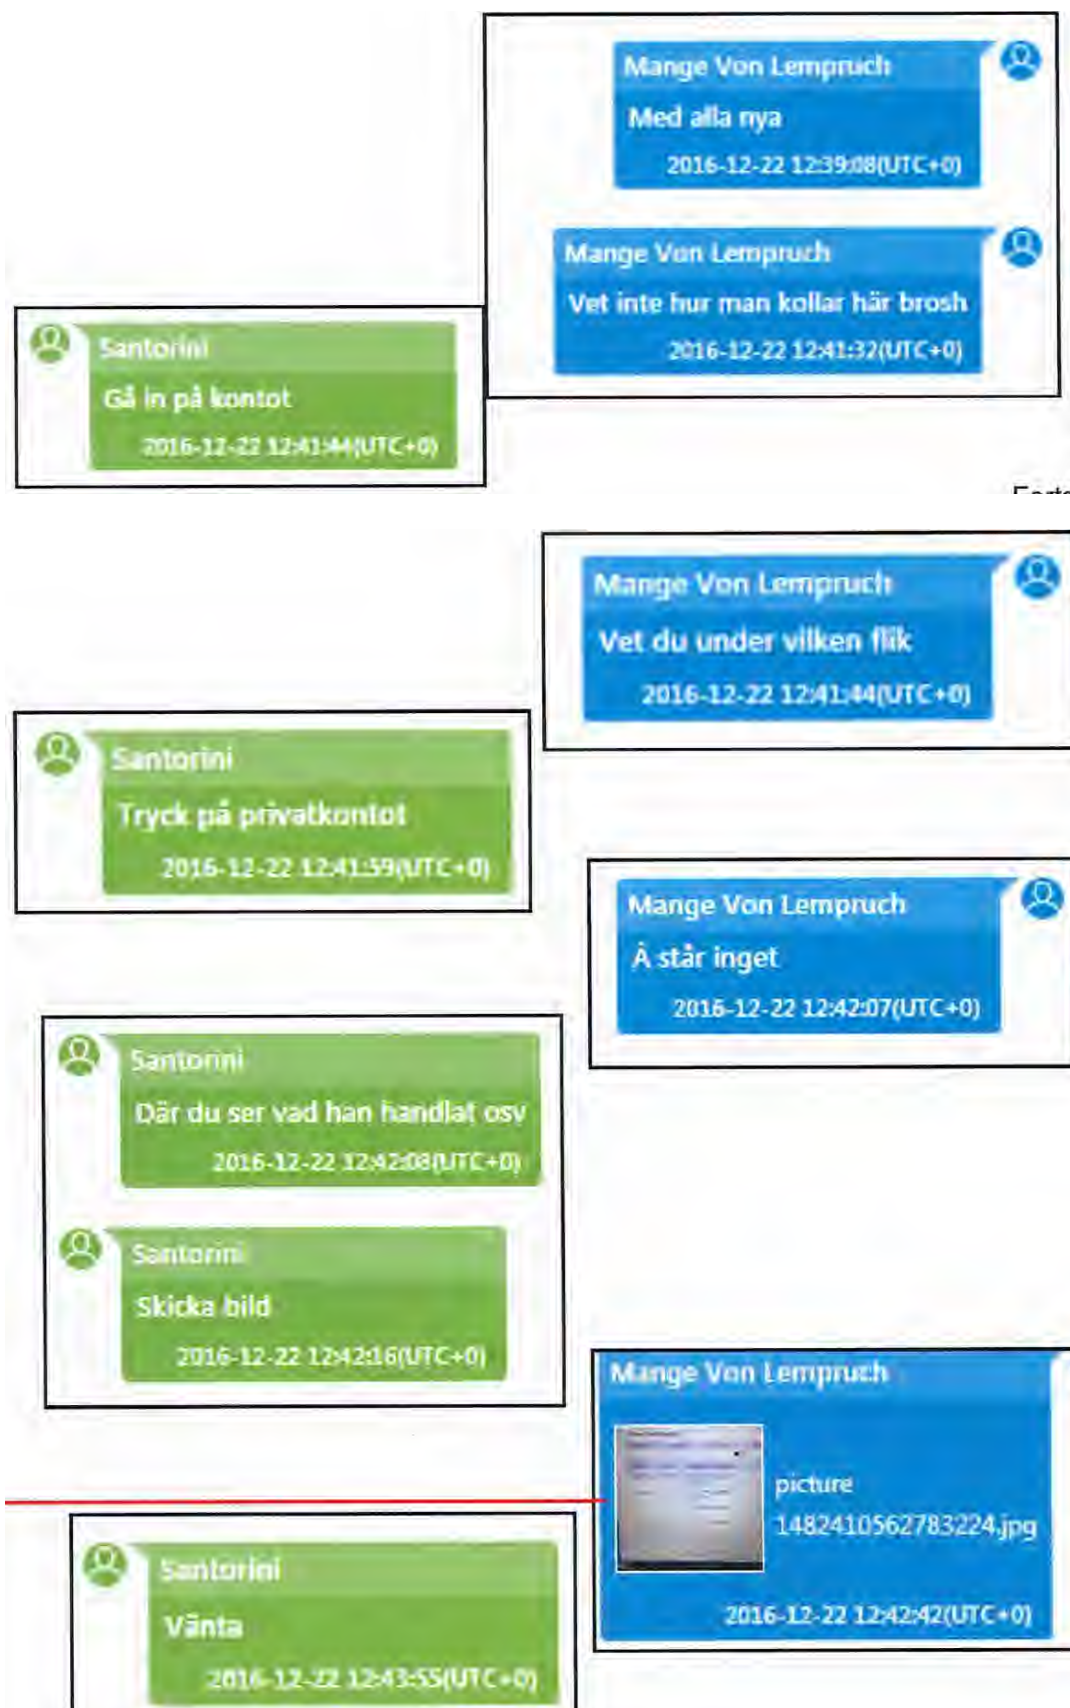 Mange Von Lempruch
Med alla nya
2016-12-22 12:39:08(UTC+0)
Mange Von Lempruch
Vet inte hur man kollar här brosh
2016-12-22 12:41:32(UTC+0)
Santorini
Gå in på kontot
2016-12-22 12:41:44(UTC+0)
Mange Von Lempruch
Vet du under vilken flik
2016-12-22 12:41:44(UTC+0)
Santorini
Tryck på privatkontot
2016-12-22 12:41:59(UTC+0)
Mange Von Lempruch
Å står inget
2016-12-22 12:42:07(UTC+0)
Santorini
Där du ser vad han handlat osv
2016-12-22 12:42:08(UTC+0)
Santorini
Skicka bild
2016-12-22 12:42:16(UTC+0)
Mange Von Lempruch
picture
1482410562783224.jpg
2016-12-22 12:42:42(UTC+0)
Santorini
Vänta
2016-12-22 12:43:55(UTC+0)